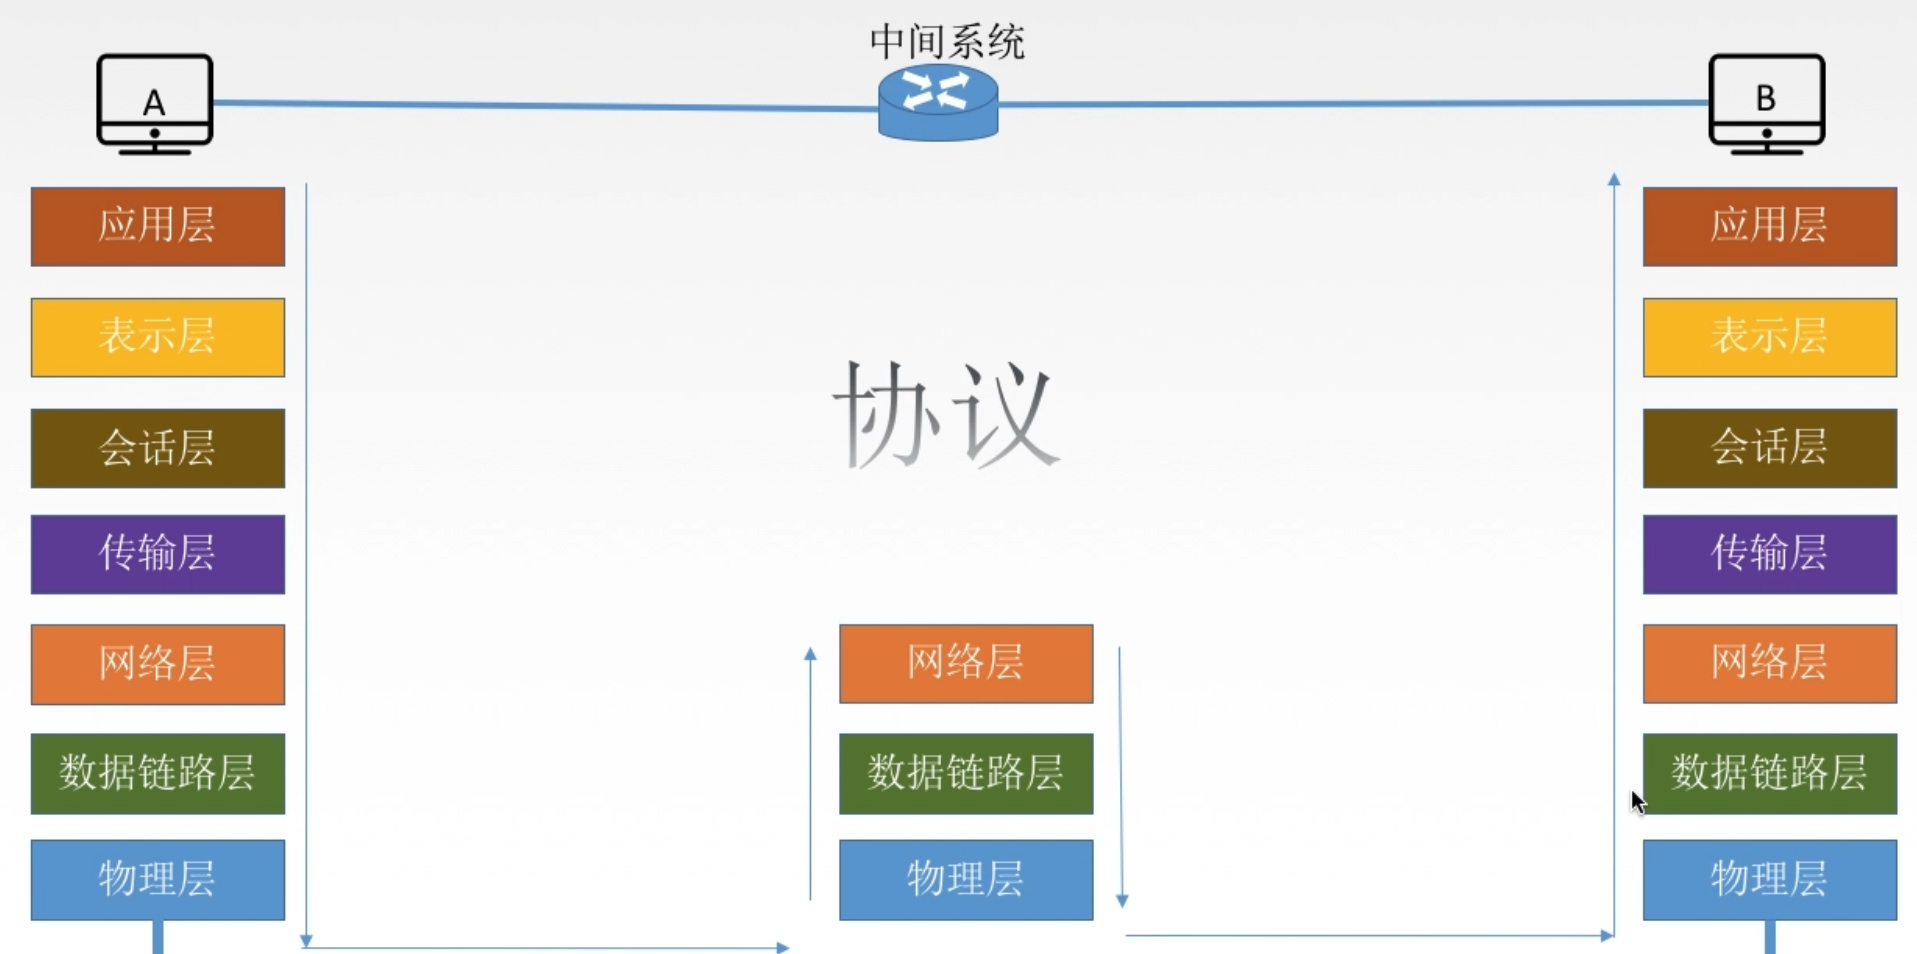 中间系统
A
B
应用层
表示层
会话层
传输层
网络层
数据链路层
物理层
协议
网络层
数据链路层
物理层
应用层
表示层
会话层
传输层
网络层
数据链路层
物理层